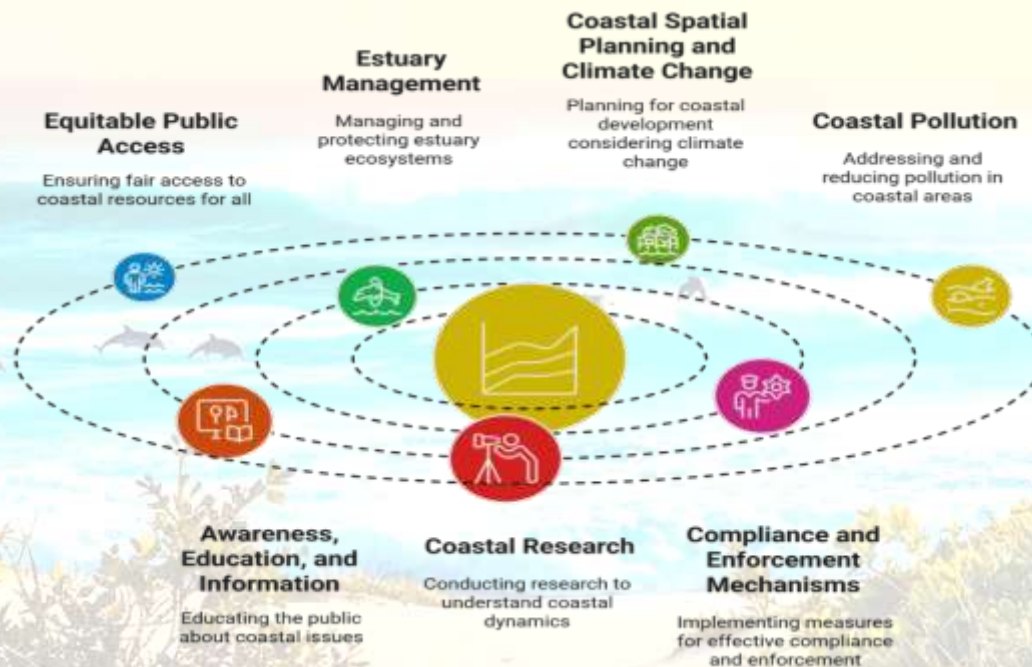 Equitable Public
Access
Ensuring fair access to
coastal resources for all
Estuary
Management
Managing and
protecting estuary
ecosystems
Coastal Spatial
Planning and
Climate Change
Planning for coastal
development
considering climate
change
Coastal Pollution
Addressing and
reducing pollution in
coastal areas
Awareness,
Education, and
Information
Educating the public
about coastal issues
Coastal Research
Conducting research to
understand coastal
dynamics
Compliance and
Enforcement
Mechanisms
Implementing measures
for effective compliance
and enforcement